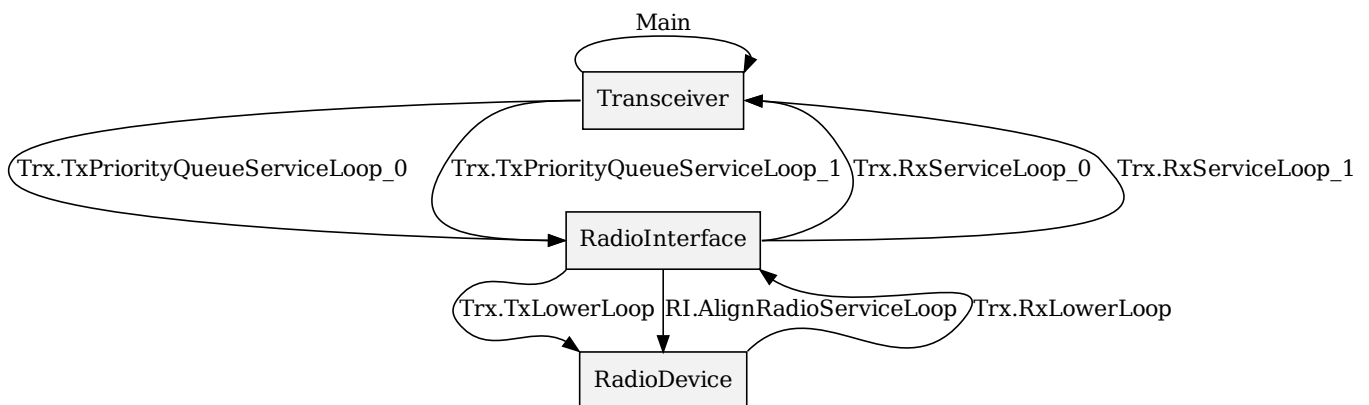 Main
Transceiver
Trx.TxPriorityQueueServiceLoop_0
Trx.TxPriorityQueueServiceLoop_1
Trx.RxServiceLoop_0
Trx.RxServiceLoop_1
RadioInterface
Trx.TxLowerLoop
RI.AlignRadioServiceLoop
Trx.RxLowerLoop
RadioDevice